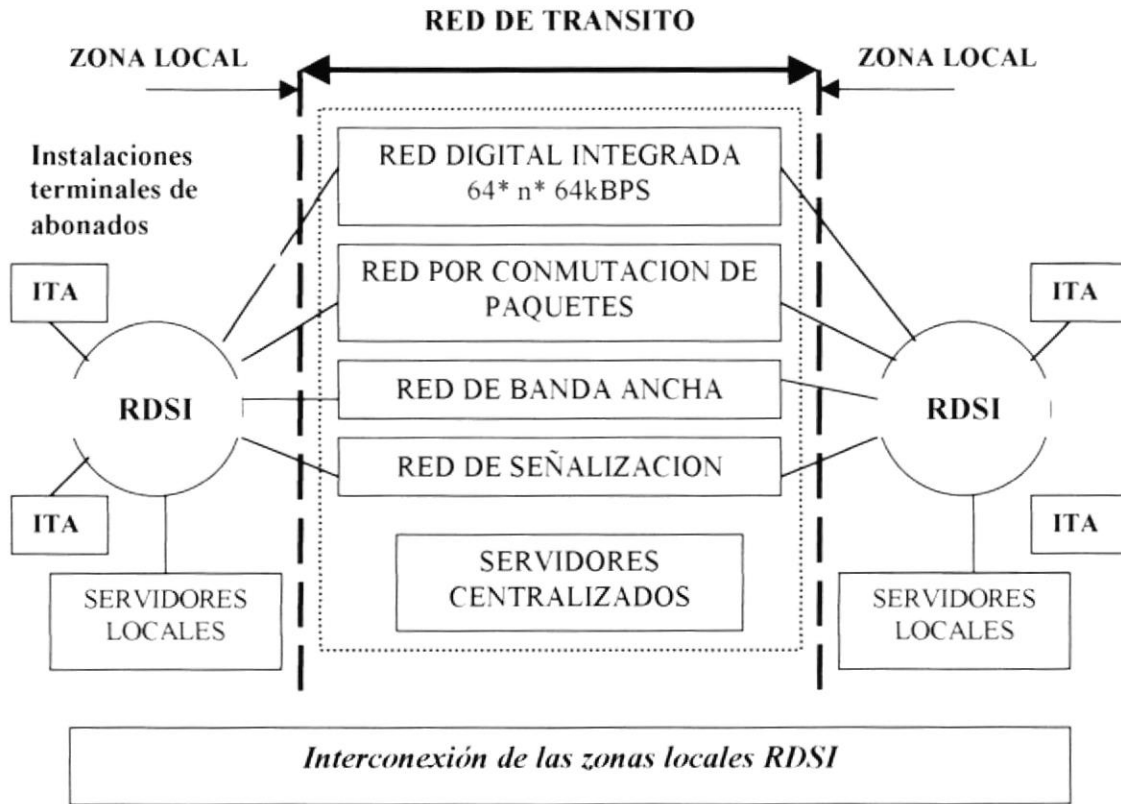 RED DE TRANSITO
ZONA LOCAL
ZONA LOCAL
Instalaciones
terminales de
abonados
RED DIGITAL INTEGRADA
64* n* 64kBPS
RED POR CONMUTACION DE
PAQUETES
ITA
ITA
RED DE BANDA ANCHA
RDSI
RDSI
RED DE SEÑALIZACION
ITA
ITA
SERVIDORES
CENTRALIZADOS
SERVIDORES
LOCALES
SERVIDORES
LOCALES
Interconexión de las zonas locales RDSI